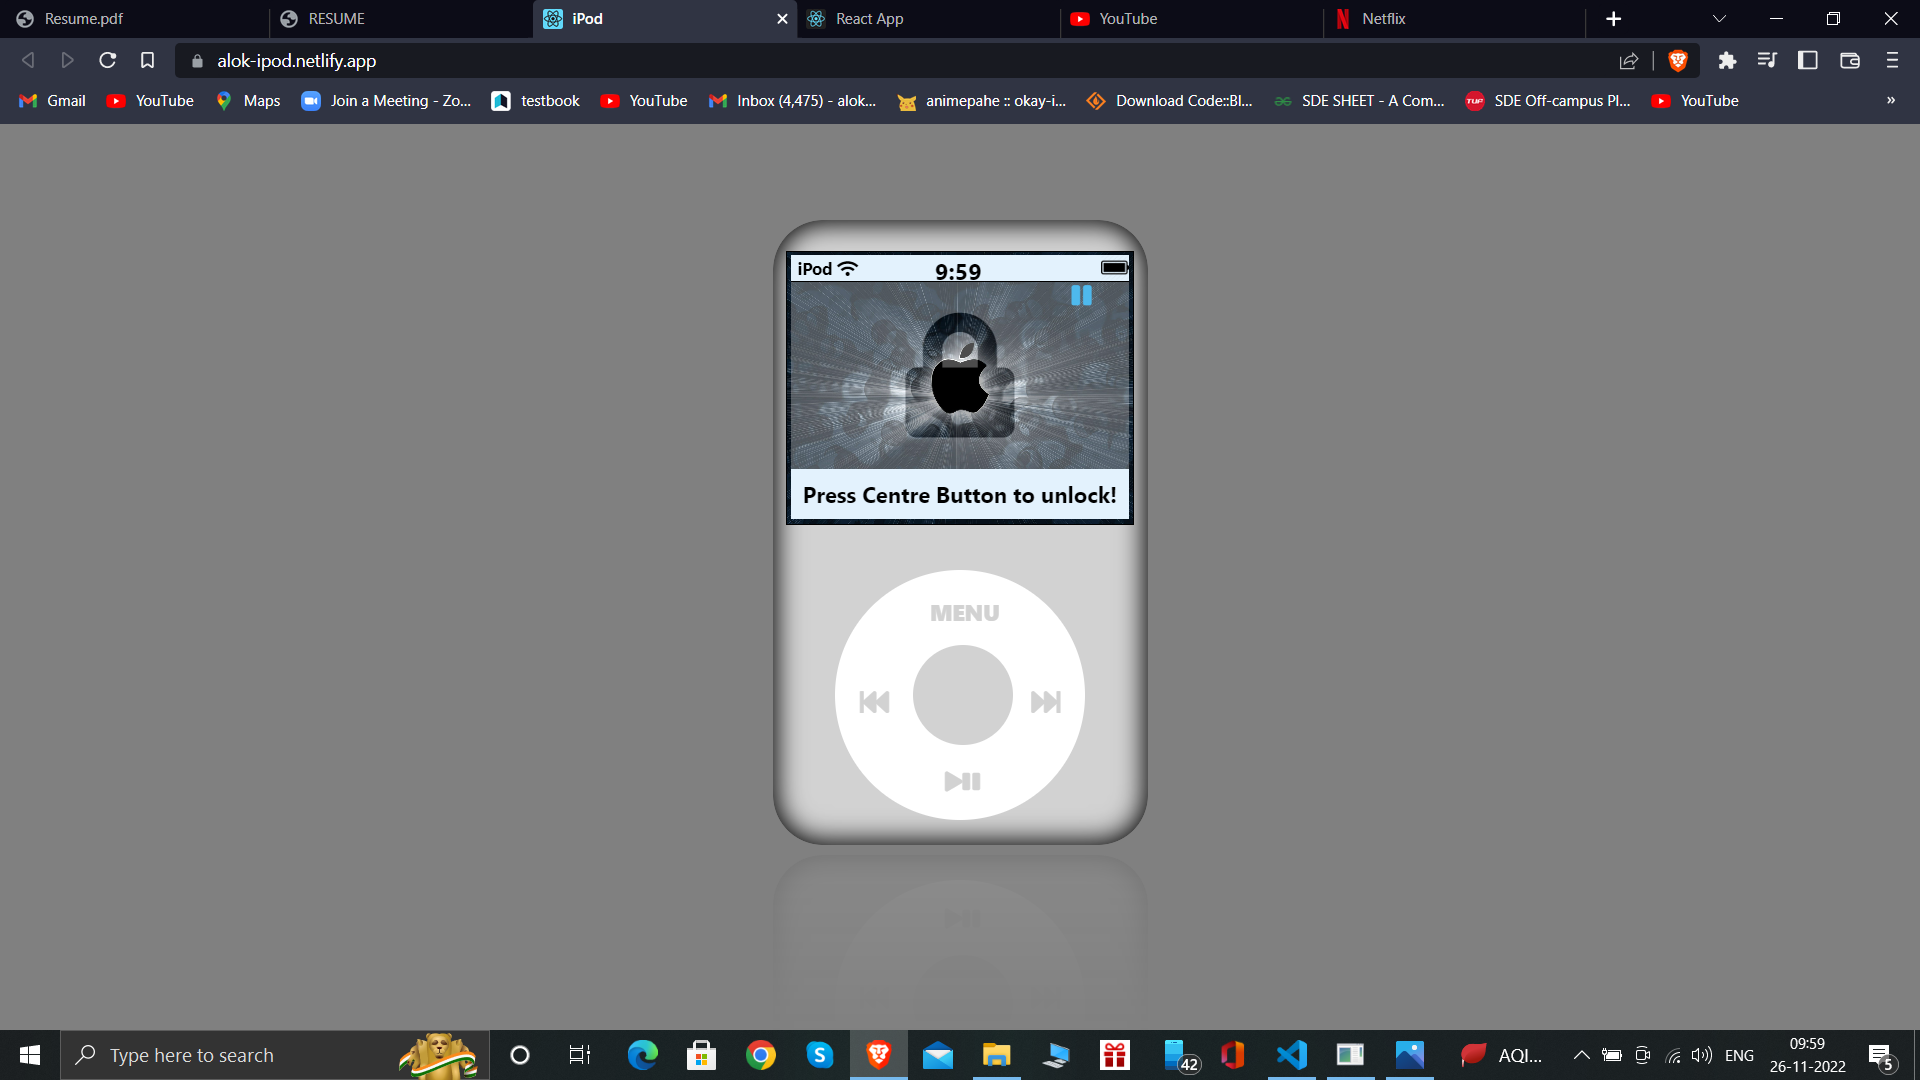 Resume.pdf
RESUME
iPod
React App
YouTube
Netflix
alok-ipod.netlify.app
Gmail
YouTube
Maps
Join a Meeting - Zo...
testbook
YouTube
Inbox (4,475) - alok...
animepahe :: okay-i...
Download Code::Bl...
SDE SHEET - A Com...
TUF
SDE Off-campus Pl...
YouTube
»
iPod
9:59
Press Centre Button to unlock!
MENU
Type here to search
42
AQI...
ENG
09:59
26-11-2022
5